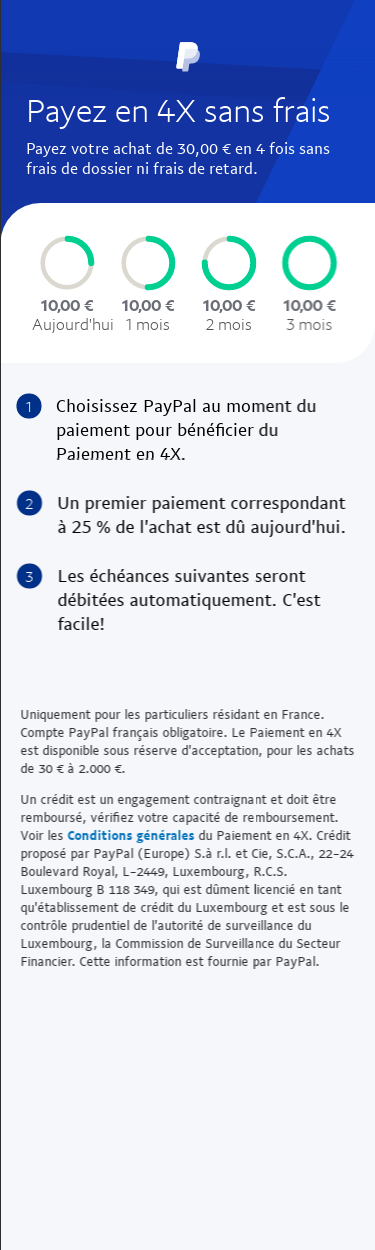 Payez en 4X sans frais
Payez votre achat de 30,00 € en 4 fois sans
frais de dossier ni frais de retard.
10,00 € 10,00 € 10,00 € 10,00 €
Aujourd'hui 1 mois 2 mois 3 mois
1 Choisissez PayPal au moment du
paiement pour bénéficier du
Paiement en 4X.
2 Un premier paiement correspondant
à 25 % de l'achat est dû aujourd'hui.
3 Les échéances suivantes seront
débitées automatiquement. C'est
facile!
Uniquement pour les particuliers résidant en France.
Compte PayPal français obligatoire. Le Paiement en 4X
est disponible sous réserve d'acceptation, pour les achats
de 30 € à 2.000 €.
Un crédit est un engagement contraignant et doit être
remboursé, vérifiez votre capacité de remboursement.
Voir les Conditions générales du Paiement en 4X. Crédit
proposé par PayPal (Europe) S.à r.l. et Cie, S.C.A., 22-24
Boulevard Royal, L-2449, Luxembourg, R.C.S.
Luxembourg B 118 349, qui est dûment licencié en tant
qu'établissement de crédit du Luxembourg et est sous le
contrôle prudentiel de l'autorité de surveillance du
Luxembourg, la Commission de Surveillance du Secteur
Financier. Cette information est fournie par PayPal.